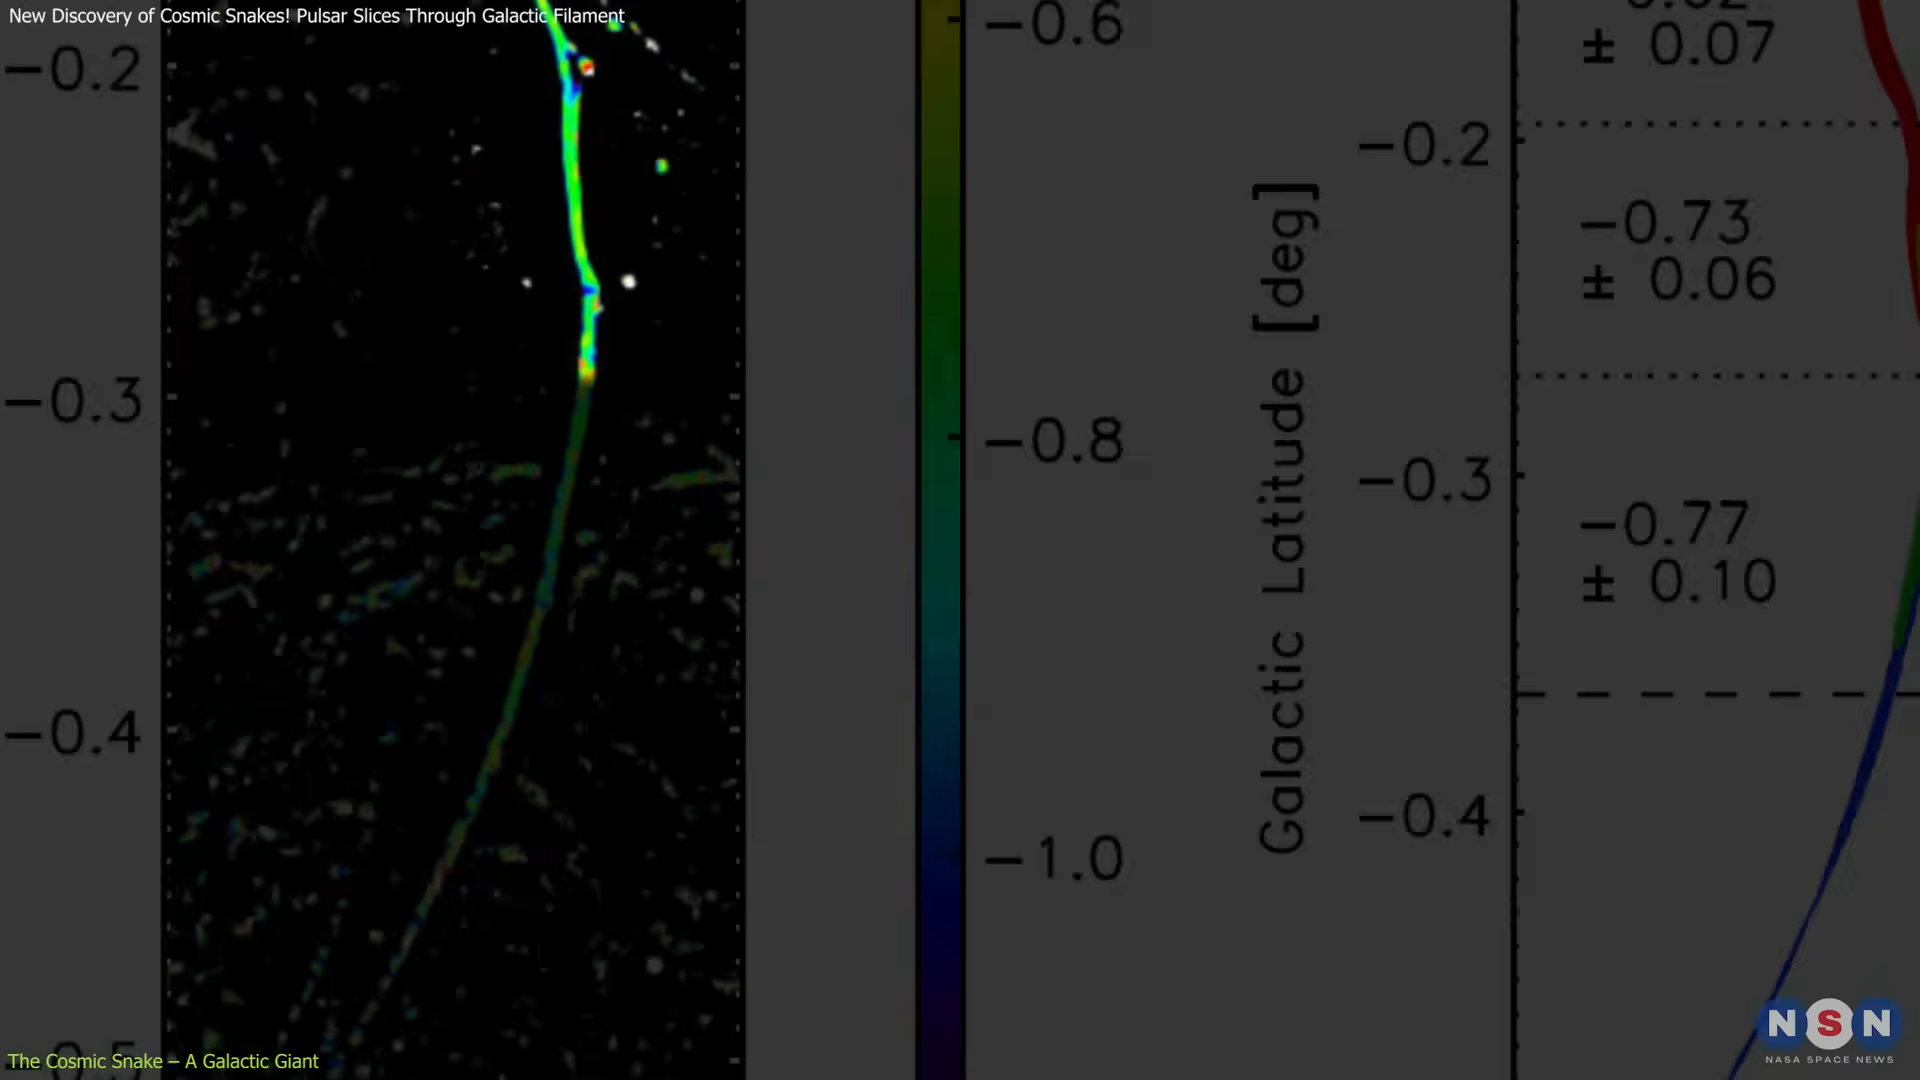 New Discovery of Cosmic Snakes! Pulsar Slices Through Galactic Filament
−0.2
−0.3
−0.4
−0.6
−0.8
−1.0
Galactic Latitude [deg]
−0.2
−0.3
−0.4
± 0.07
−0.73
± 0.06
−0.77
± 0.10
The Cosmic Snake – A Galactic Giant
NSN
NASA SPACE NEWS